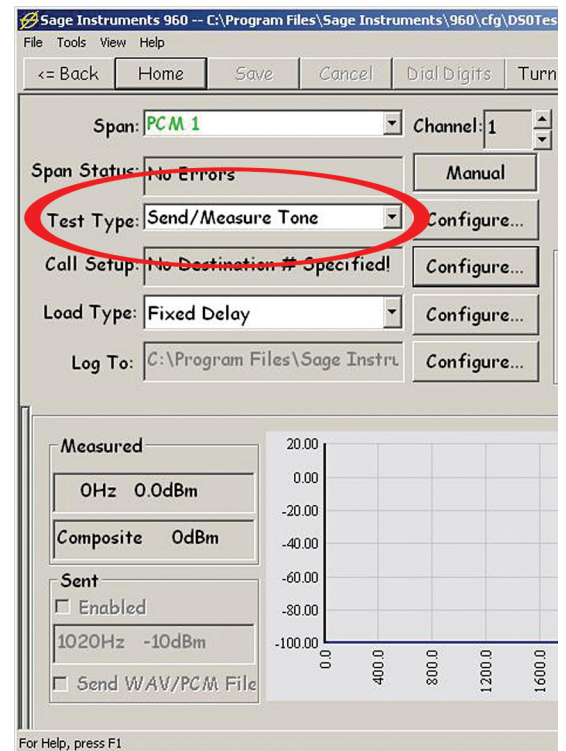 Sage Instruments 960 -- C:\Program Files\Sage Instruments\960\cfg\DS0Tes
File Tools View Help
<= Back Home Save Cancel Dial Digits Turn
Span: PCM 1 Channel: 1
Span Status: No Errors Manual
Test Type: Send/Measure Tone Configure...
Call Setup: No Destination # Specified! Configure...
Load Type: Fixed Delay Configure...
Log To: C:\Program Files\Sage Instru Configure...
Measured
0Hz 0.0dBm
Composite 0dBm
Sent
Enabled
1020Hz -10dBm
Send WAV/PCM File
20.00
0.00
-20.00
-40.00
-60.00
-80.00
-100.00
0.0 400.0 800.0 1200.0 1600.0
For Help, press F1